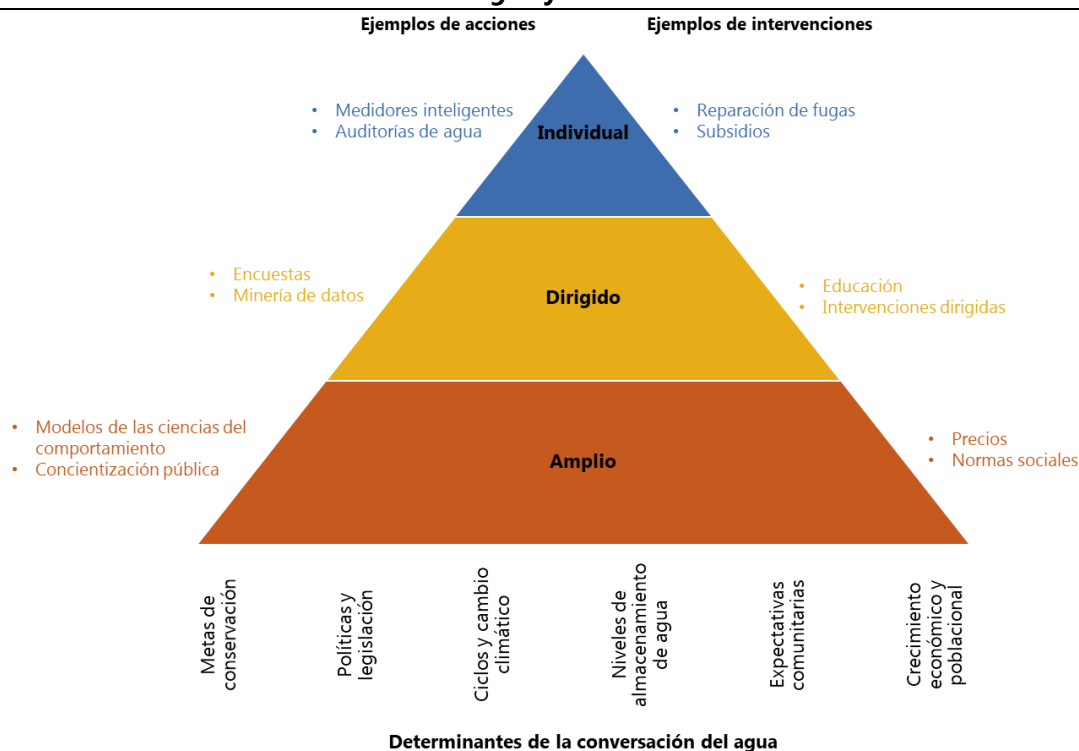 Ejemplos de acciones
Ejemplos de intervenciones
• Medidores inteligentes
• Auditorías de agua
Individual
• Reparación de fugas
• Subsidios
• Encuestas
• Minería de datos
Dirigido
• Educación
• Intervenciones dirigidas
• Modelos de las ciencias del
comportamiento
• Concientización pública
Amplio
• Precios
• Normas sociales
Metas de
conservación
Políticas y
legislación
Ciclos y cambio
climático
Niveles de
almacenamiento
de agua
Expectativas
comunitarias
Crecimiento
económico y
poblacional
Determinantes de la conversación del agua